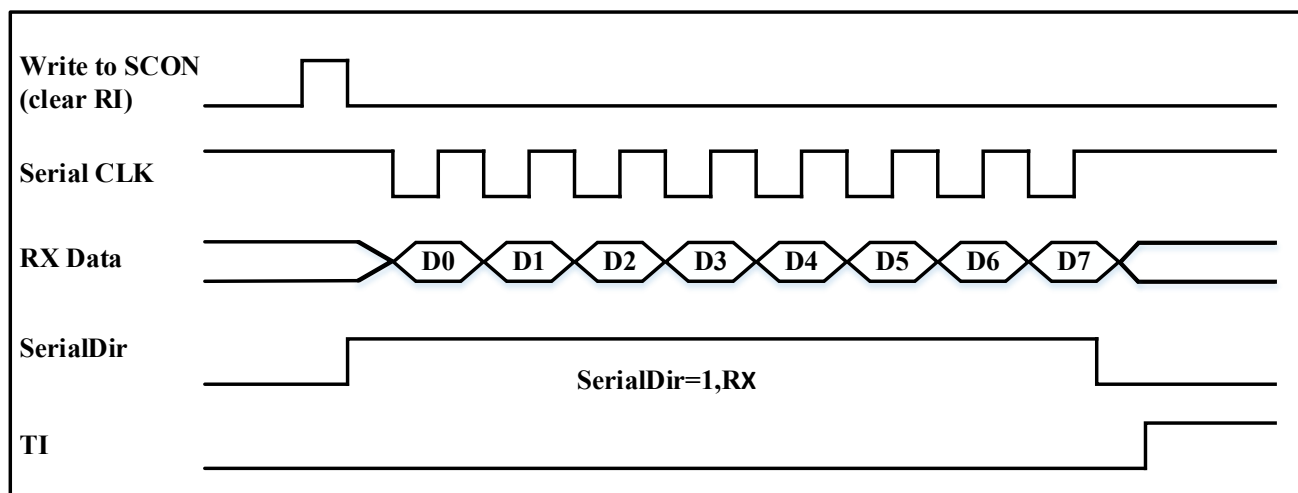 Write to SCON
(clear RI)
Serial CLK
RX Data
D0 D1 D2 D3 D4 D5 D6 D7
SerialDir
SerialDir=1,RX
TI